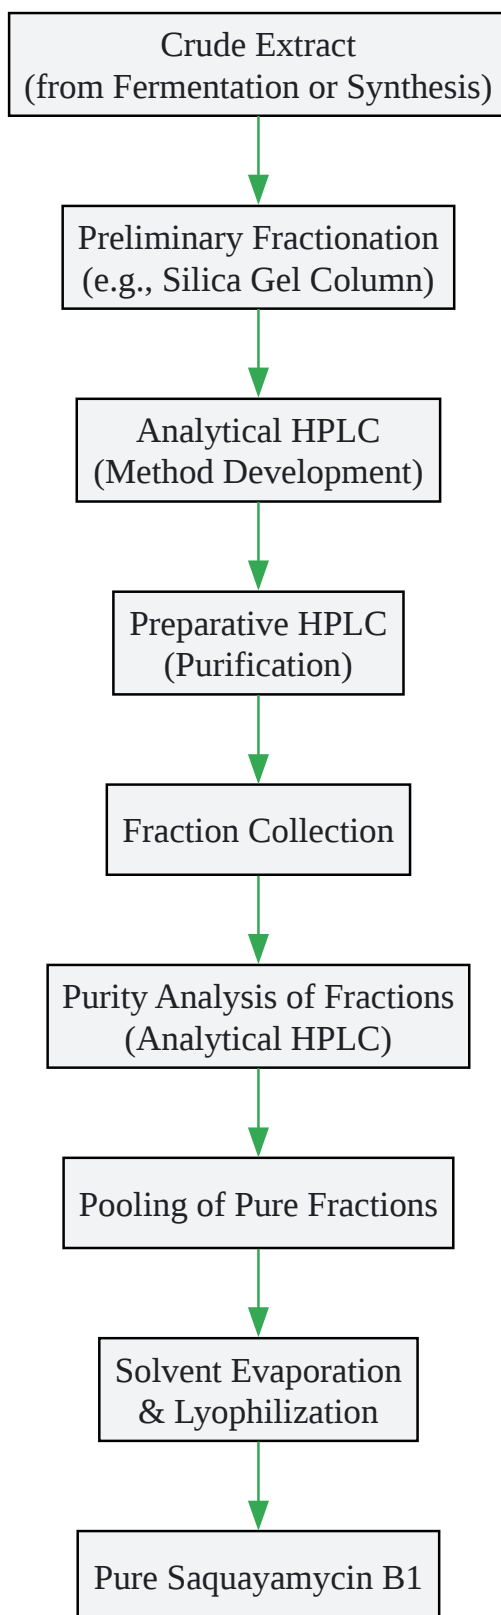 Crude Extract
(from Fermentation or Synthesis)
Preliminary Fractionation
(e.g., Silica Gel Column)
Analytical HPLC
(Method Development)
Preparative HPLC
(Purification)
Fraction Collection
Purity Analysis of Fractions
(Analytical HPLC)
Pooling of Pure Fractions
Solvent Evaporation
& Lyophilization
Pure Saquayamycin B1